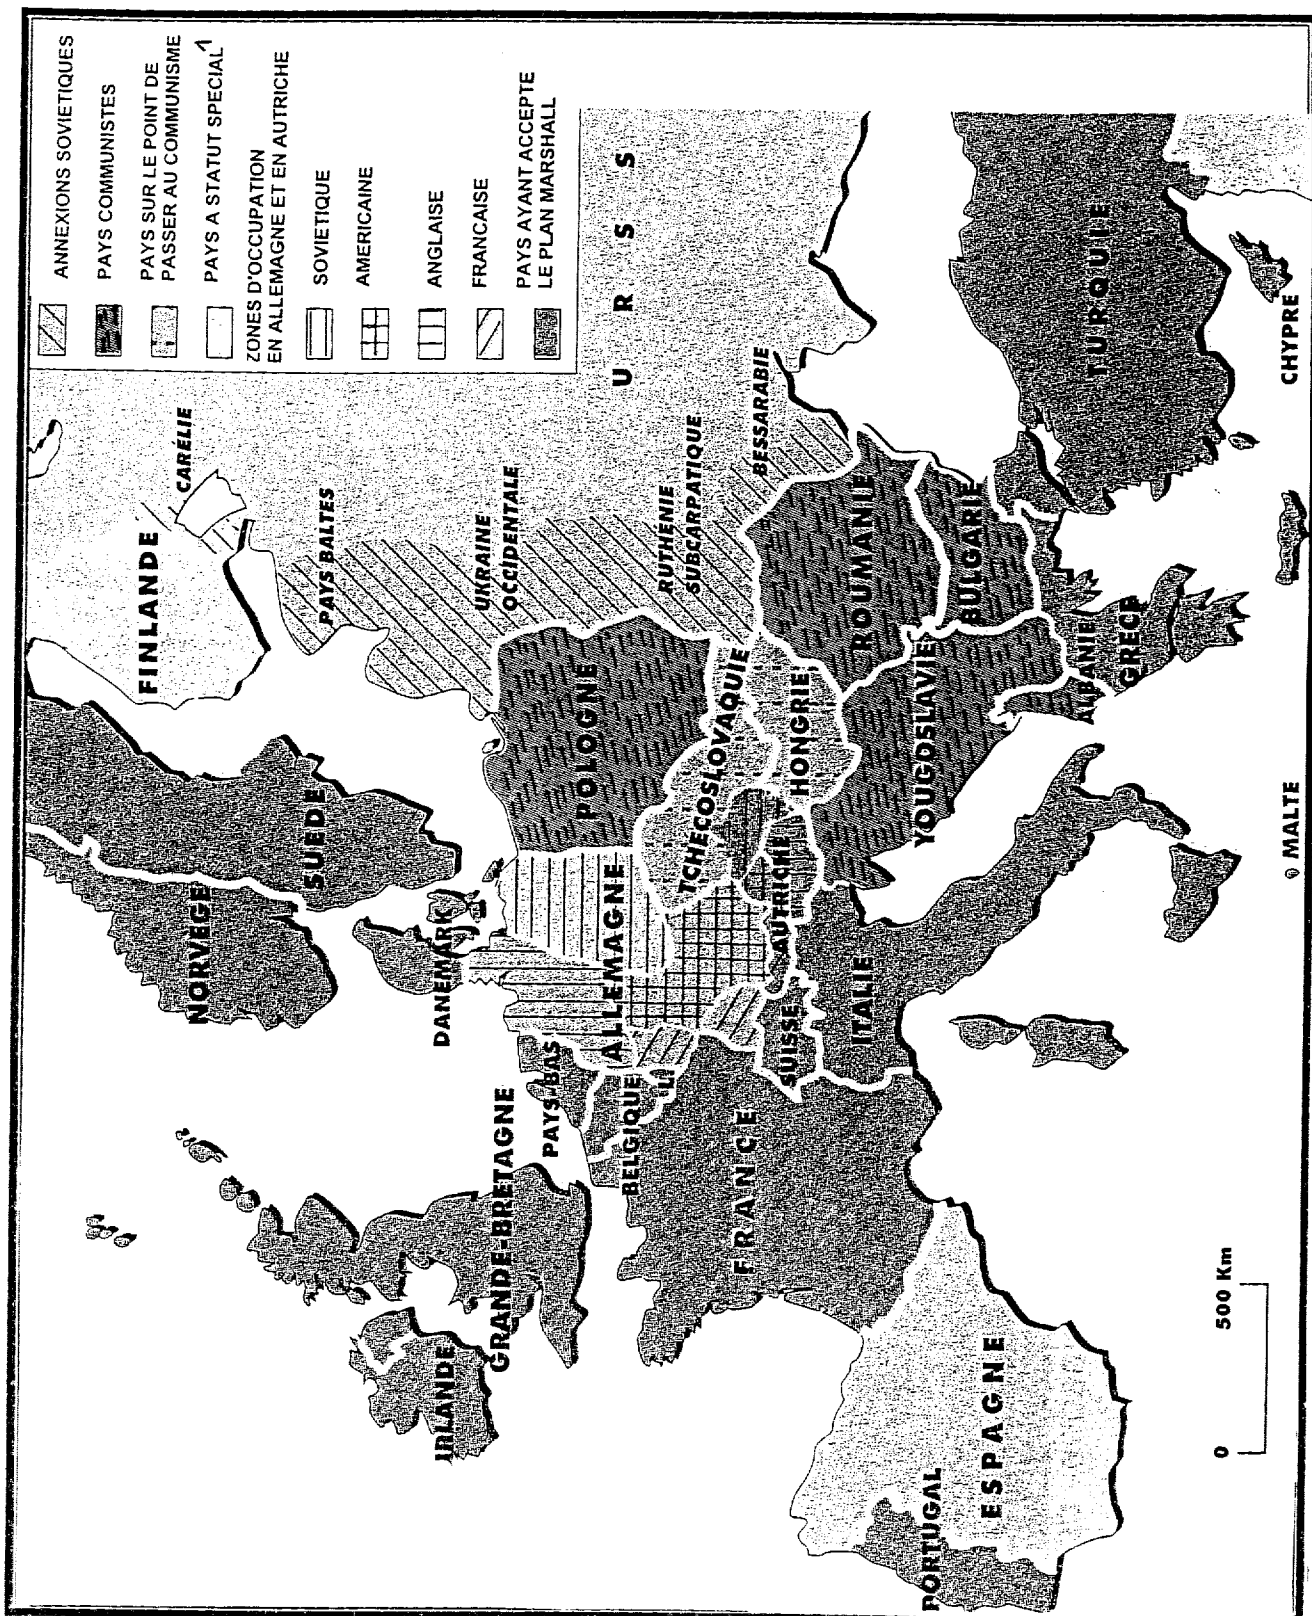 ANNEXIONS SOVIETIQUES
PAYS COMMUNISTES
PAYS SUR LE POINT DE
PASSER AU COMMUNISME
PAYS A STATUT SPECIAL 1
ZONES D'OCCUPATION
EN ALLEMAGNE ET EN AUTRICHE
SOVIETIQUE
AMERICAINE
ANGLAISE
FRANCAISE
PAYS AYANT ACCEPTE
LE PLAN MARSHALL
FINLANDE
CARÉLIE
NORVEGE
SUEDE
PAYS BALTES
DANEMARK
IRLANDE
GRANDE-BRETAGNE
UKRAINE
OCCIDENTALE
PAYS-BAS
ALLEMAGNE
POLOGNE
URSS
BELGIQUE
L
RUTHENIE
SUBCARPATIQUE
TCHECOSLOVAQUIE
FRANCE
SUISSE
AUTRICHE
HONGRIE
BESSARABIE
ITALIE
ROUMANIE
YOUGOSLAVIE
BULGARIE
PORTUGAL
ESPAGNE
ALBANIE
GRECE
TURQUIE
0 500 Km
MALTE
CHYPRE